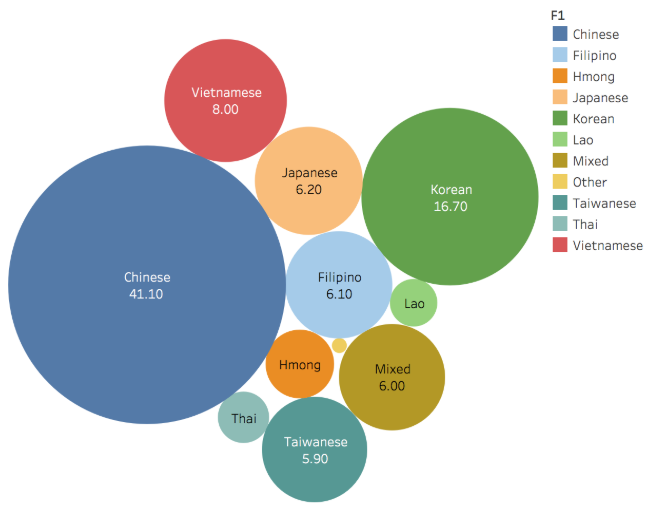 F1
Chinese
Filipino
Hmong
Japanese
Korean
Lao
Mixed
Other
Taiwanese
Thai
Vietnamese
Vietnamese
8.00
Japanese
6.20
Korean
16.70
Chinese
41.10
Filipino
6.10
Lao
Hmong
Mixed
6.00
Thai
Taiwanese
5.90